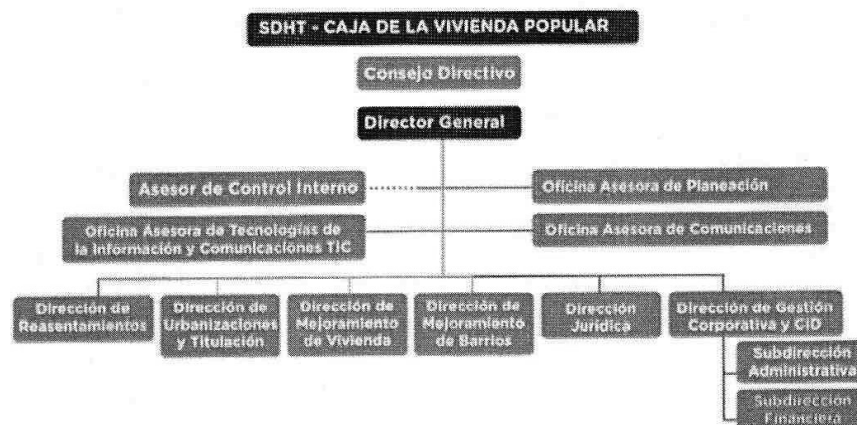 SDHT - CAJA DE LA VIVIENDA POPULAR
Consejo Directivo
Director General
Asesor de Control Interno
Oficina Asesora de Planeación
Oficina Asesora de Tecnologías de
la Información y Comunicaciones TIC
Oficina Asesora de Comunicaciones
Dirección de
Reasentamientos
Dirección de
Urbanizaciones
y Titulación
Dirección de
Mejoramiento
de Vivienda
Dirección de
Mejoramiento
de Barrios
Dirección
Jurídica
Dirección de Gestión
Corporativa y CID
Subdirección
Administrativa
Subdirección
Financiera